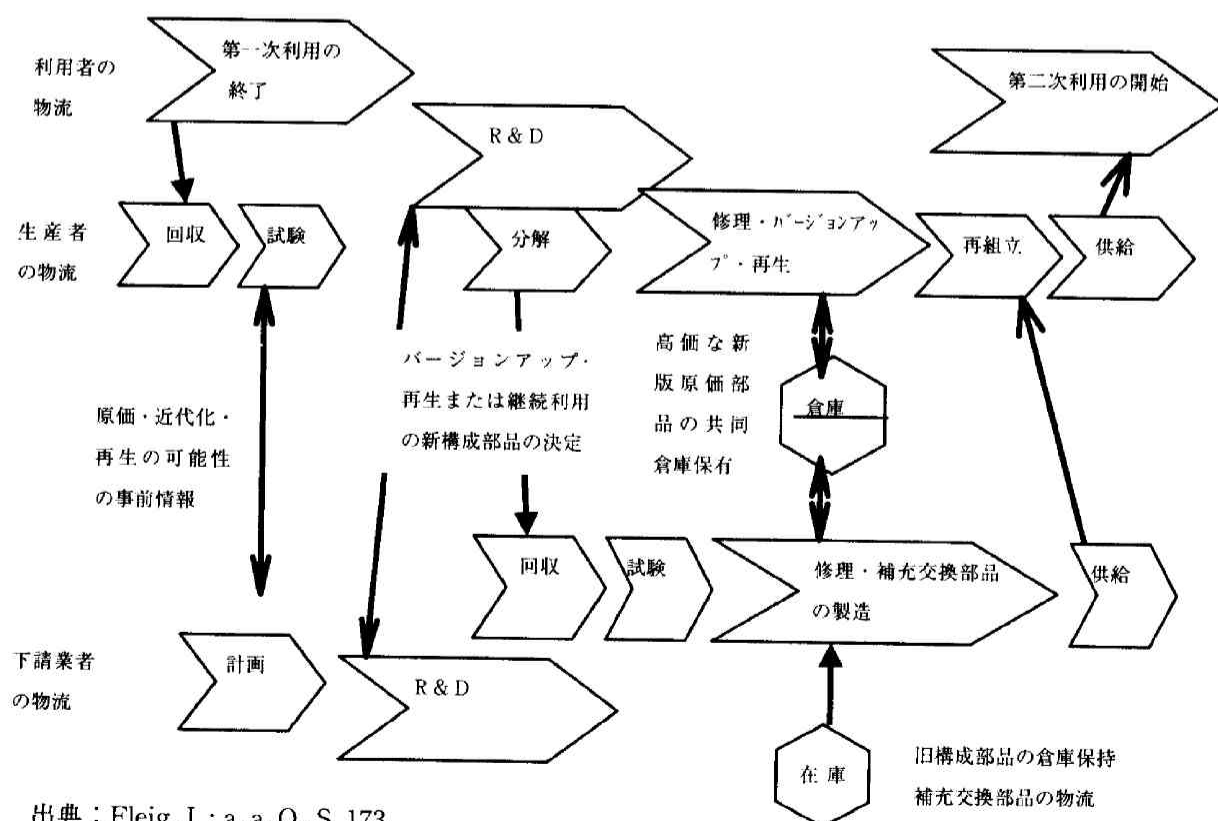 利用者の
物流
第一次利用の
終了
R＆D
第二次利用の開始
生産者
の物流
回収
試験
分解
修理・バージョンアッ
プ・再生
再組立
供給
原価・近代化・
再生の可能性
の事前情報
バージョンアップ・
再生または継続利用
の新構成部品の決定
高価な新
版原価部
品の共同
倉庫保有
倉庫
回収
試験
修理・補充交換部品
の製造
供給
下請業者
の物流
計画
R＆D
在庫
旧構成部品の倉庫保持
補充交換部品の物流
出典：Fleig, J.: a. a. O., S. 173